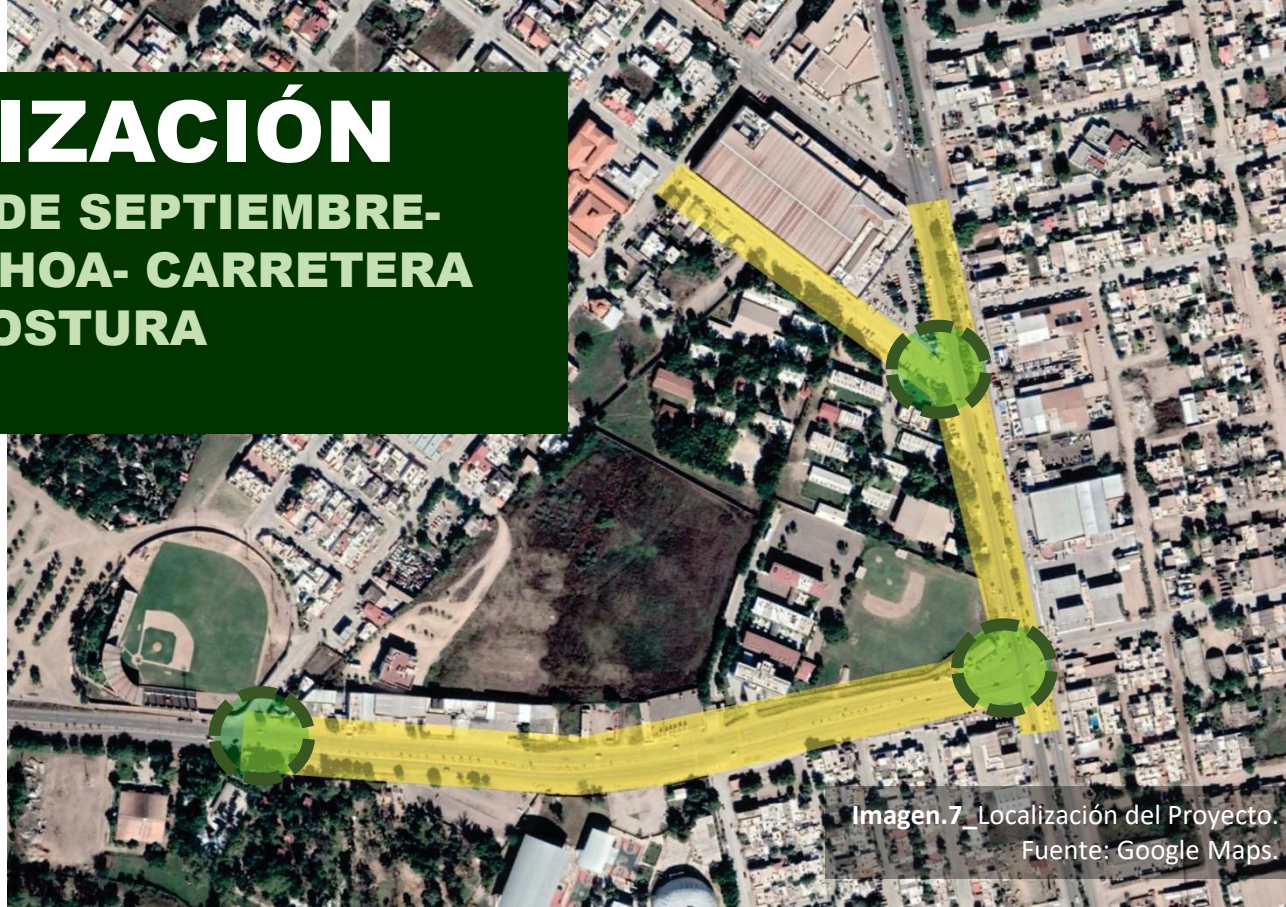 IZACIÓN
DE SEPTIEMBRE-
HOA- CARRETERA
OSTURA
Imagen.7_Localización del Proyecto.
Fuente: Google Maps.